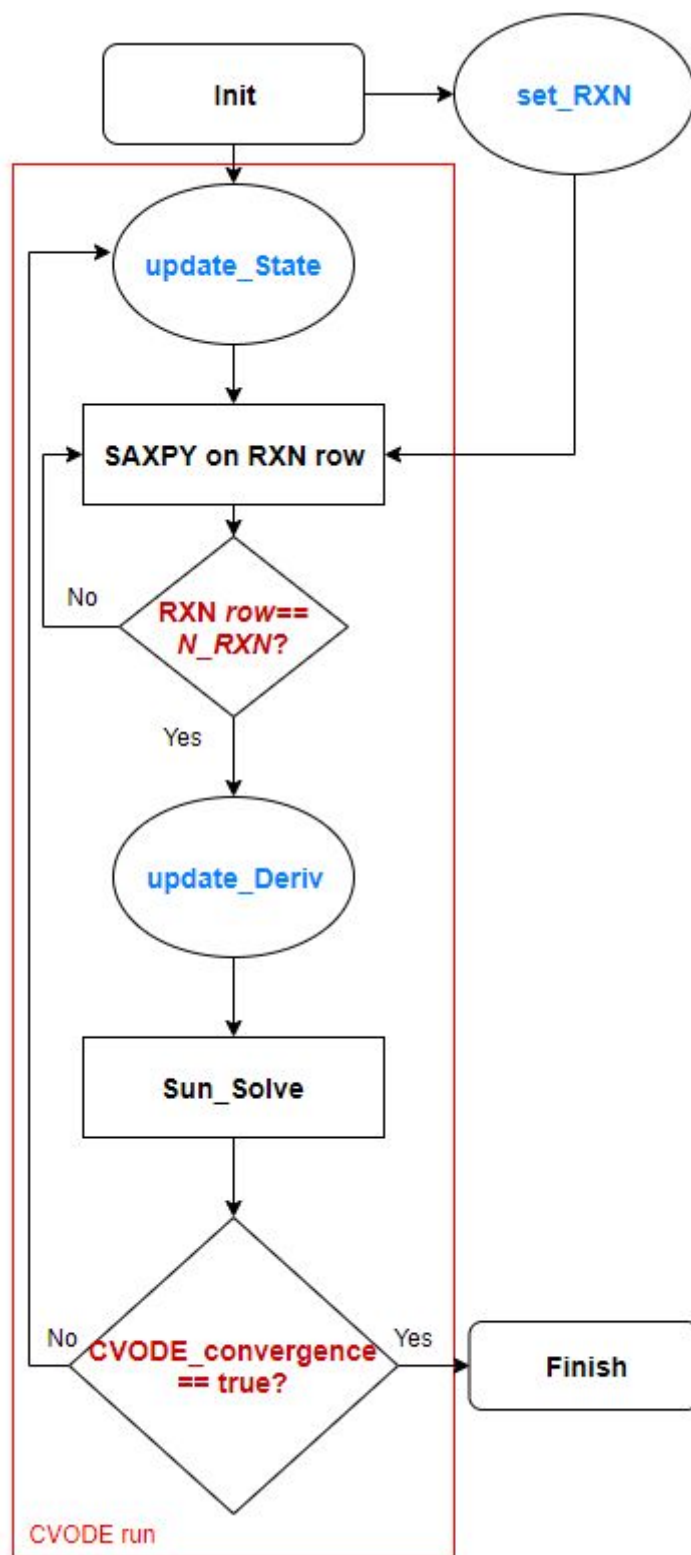 Init
set_RXN
update_State
SAXPY on RXN row
No
RXN row==
N_RXN?
Yes
update_Deriv
Sun_Solve
No
CVODE_convergence
== true?
Yes
Finish
CVODE run